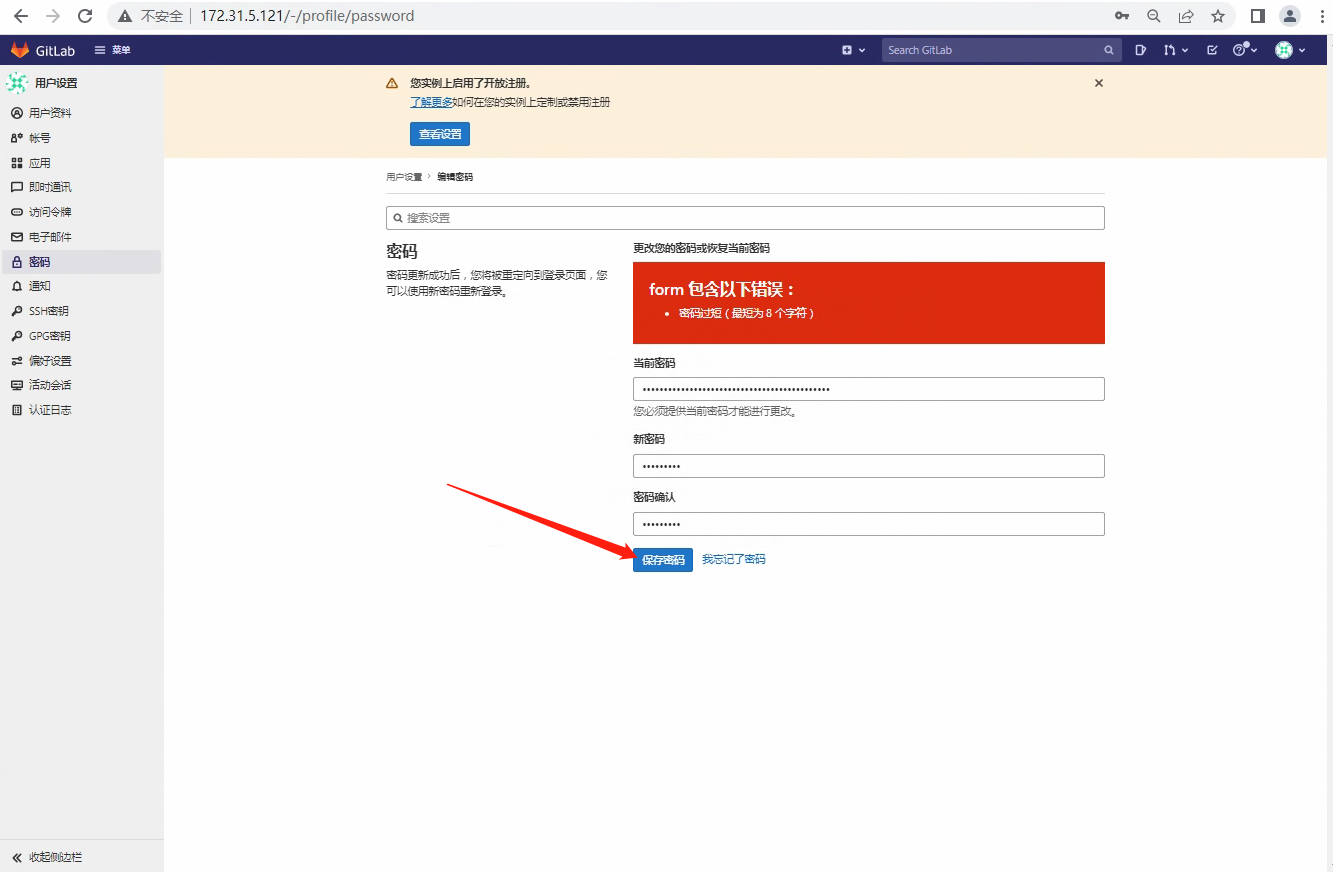 不安全 172.31.5.121/-/profile/password
GitLab 菜单 Search GitLab
用户设置
用户资料
帐号
应用
即时通讯
访问令牌
电子邮件
密码
通知
SSH密钥
GPG密钥
偏好设置
活动会话
认证日志
收起侧边栏
您实例上启用了开放注册。
了解更多如何在您的实例上定制或禁用注册
查看设置
用户设置 › 编辑密码
搜索设置
密码
密码更新成功后，您将被重定向到登录页面，您
可以使用新密码重新登录。
更改您的密码或恢复当前密码
form 包含以下错误：
• 密码过短 ( 最短为 8 个字符 )
当前密码
您必须提供当前密码才能进行更改。
新密码
密码确认
保存密码 我忘记了密码